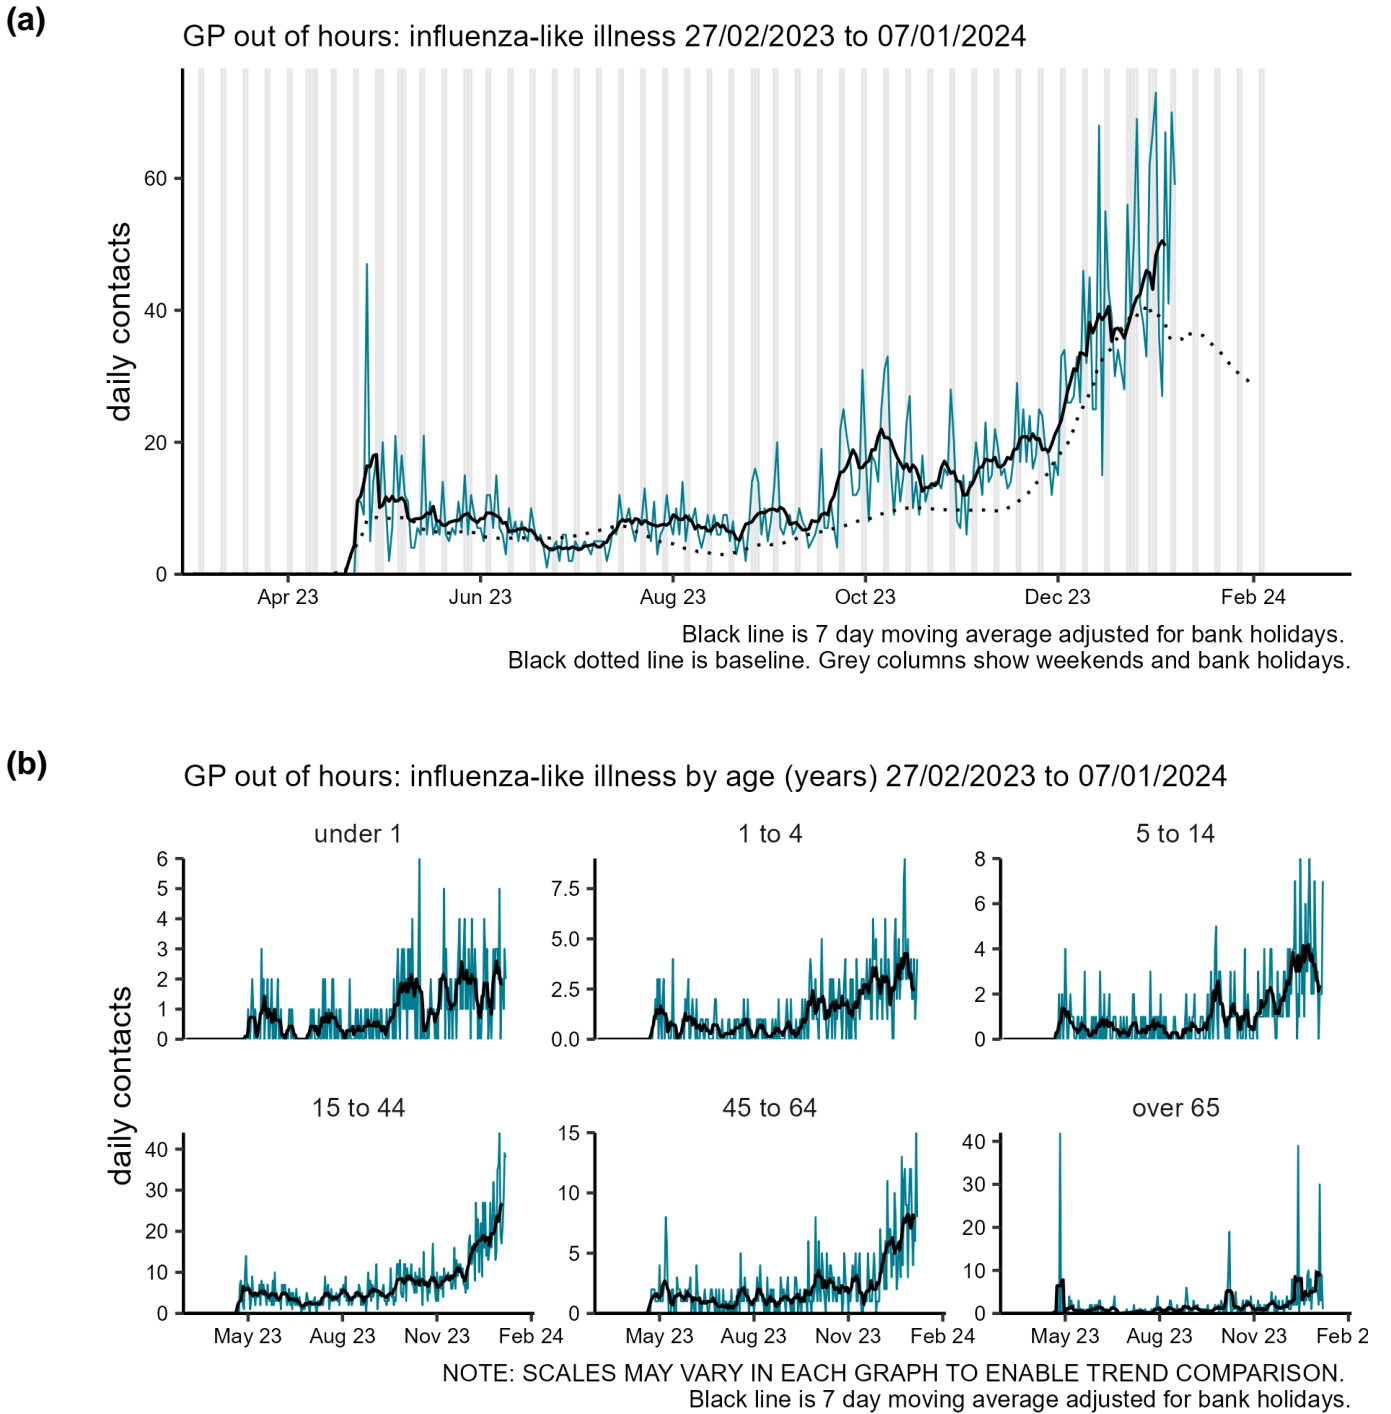 (a)
GP out of hours: influenza-like illness 27/02/2023 to 07/01/2024
daily contacts
60
40
20
0
Apr 23 Jun 23 Aug 23 Oct 23 Dec 23 Feb 24
Black line is 7 day moving average adjusted for bank holidays.
Black dotted line is baseline. Grey columns show weekends and bank holidays.
(b)
GP out of hours: influenza-like illness by age (years) 27/02/2023 to 07/01/2024
daily contacts
under 1
6
5
4
3
2
1
0
1 to 4
7.5
5.0
2.5
0.0
5 to 14
8
6
4
2
0
15 to 44
40
30
20
10
0
May 23 Aug 23 Nov 23 Feb 24
45 to 64
15
10
5
0
May 23 Aug 23 Nov 23 Feb 24
over 65
40
30
20
10
0
May 23 Aug 23 Nov 23 Feb 2
NOTE: SCALES MAY VARY IN EACH GRAPH TO ENABLE TREND COMPARISON.
Black line is 7 day moving average adjusted for bank holidays.